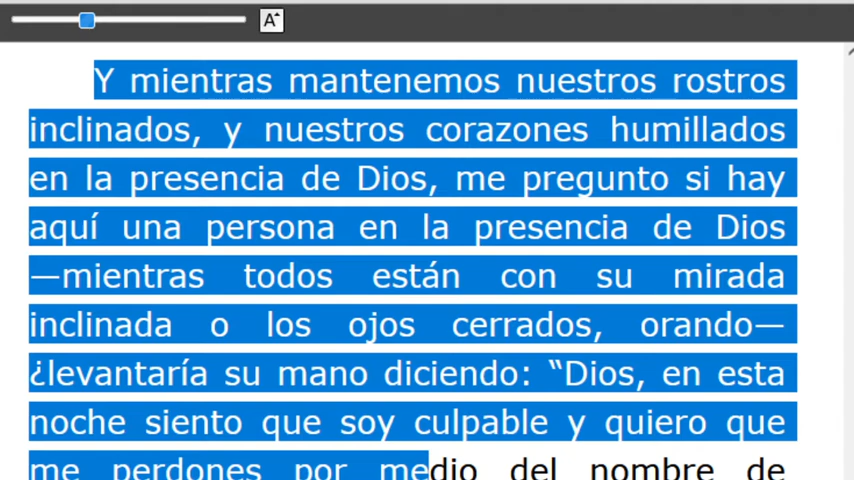 A
Y mientras mantenemos nuestros rostros
inclinados, y nuestros corazones humillados
en la presencia de Dios, me pregunto si hay
aquí una persona en la presencia de Dios
—mientras todos están con su mirada
inclinada o los ojos cerrados, orando—
¿levantaría su mano diciendo: “Dios, en esta
noche siento que soy culpable y quiero que
me perdones por medio del nombre de